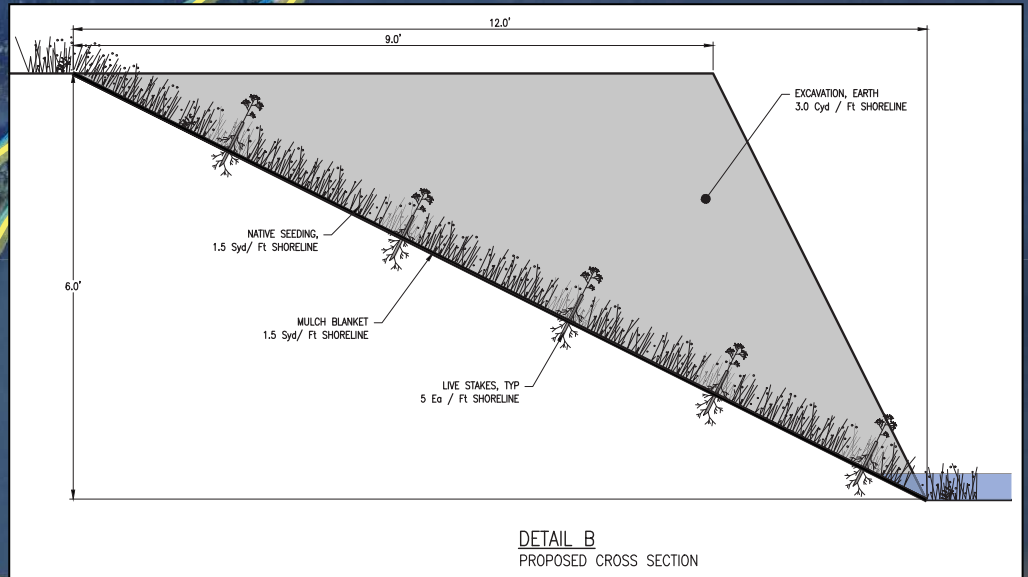 12.0'
9.0'
EXCAVATION, EARTH
3.0 Cyd / Ft SHORELINE
NATIVE SEEDING,
1.5 Syd/ Ft SHORELINE
6.0'
MULCH BLANKET
1.5 Syd/ Ft SHORELINE
LIVE STAKES, TYP
5 Ea / Ft SHORELINE
DETAIL B
PROPOSED CROSS SECTION